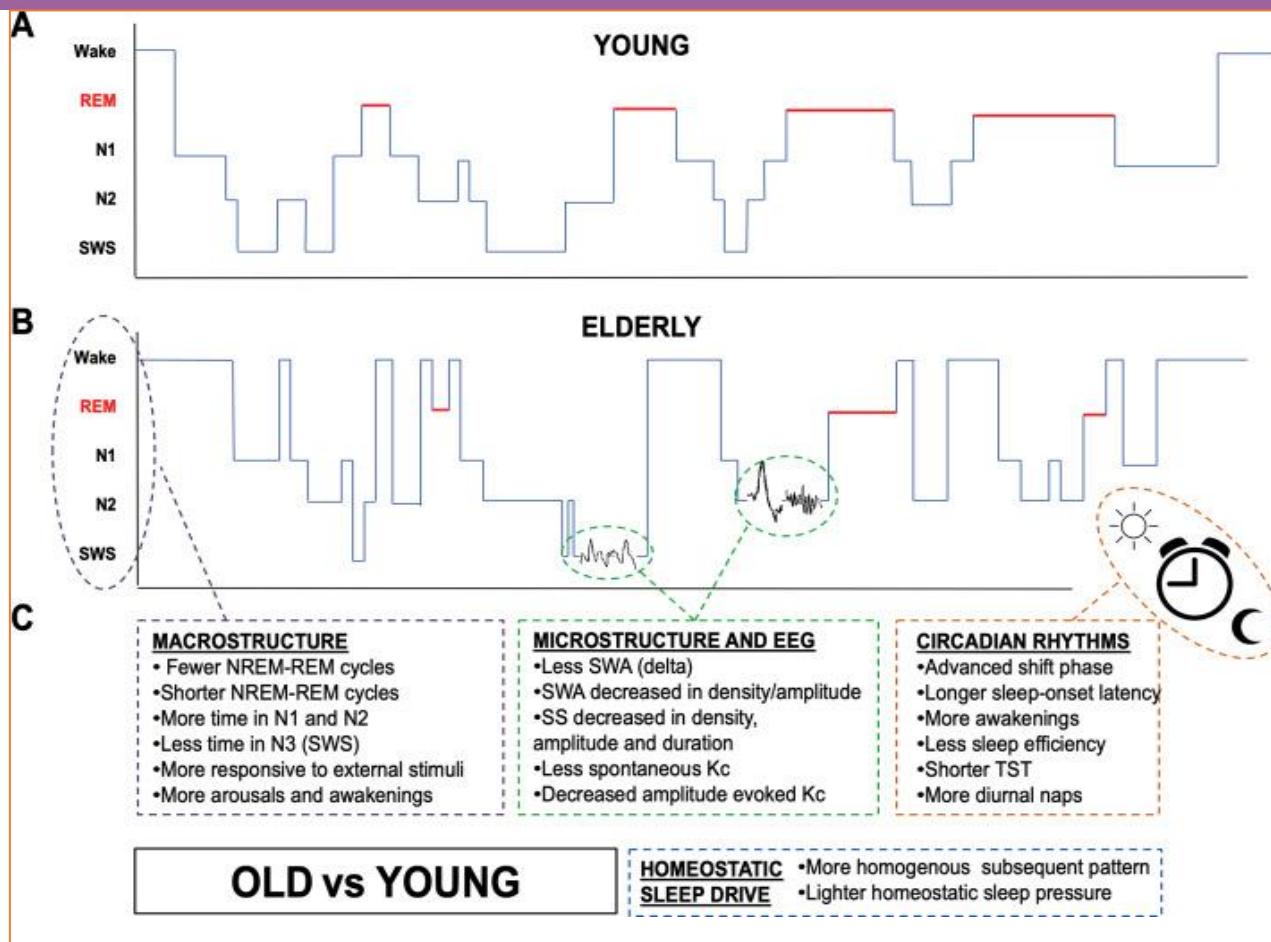 A
YOUNG
Wake
REM
N1
N2
SWS
B
ELDERLY
Wake
REM
N1
N2
SWS
C
MACROSTRUCTURE
• Fewer NREM-REM cycles
•Shorter NREM-REM cycles
•More time in N1 and N2
•Less time in N3 (SWS)
•More responsive to external stimuli
•More arousals and awakenings
MICROSTRUCTURE AND EEG
•Less SWA (delta)
•SWA decreased in density/amplitude
•SS decreased in density,
amplitude and duration
•Less spontaneous Kc
•Decreased amplitude evoked Kc
CIRCADIAN RHYTHMS
•Advanced shift phase
•Longer sleep-onset latency
•More awakenings
•Less sleep efficiency
•Shorter TST
•More diurnal naps
OLD vs YOUNG
HOMEOSTATIC
SLEEP DRIVE
•More homogenous subsequent pattern
•Lighter homeostatic sleep pressure